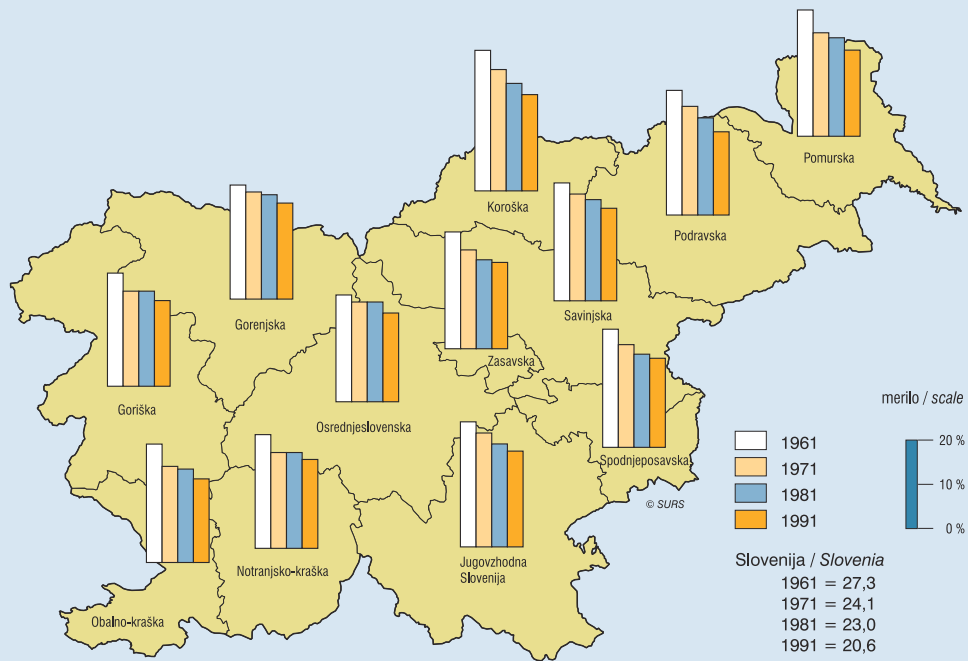 Pomurska
Koroška
Podravska
Gorenjska
Savinjska
Zasavska
Goriška
Osrednjeslovenska
Spodnjeposavska
© SURS
Notranjsko-kraška
Jugovzhodna
Slovenija
Obalno-kraška
merilo / scale
20 %
10 %
0 %
1961
1971
1981
1991
Slovenija / Slovenia
1961 = 27,3
1971 = 24,1
1981 = 23,0
1991 = 20,6